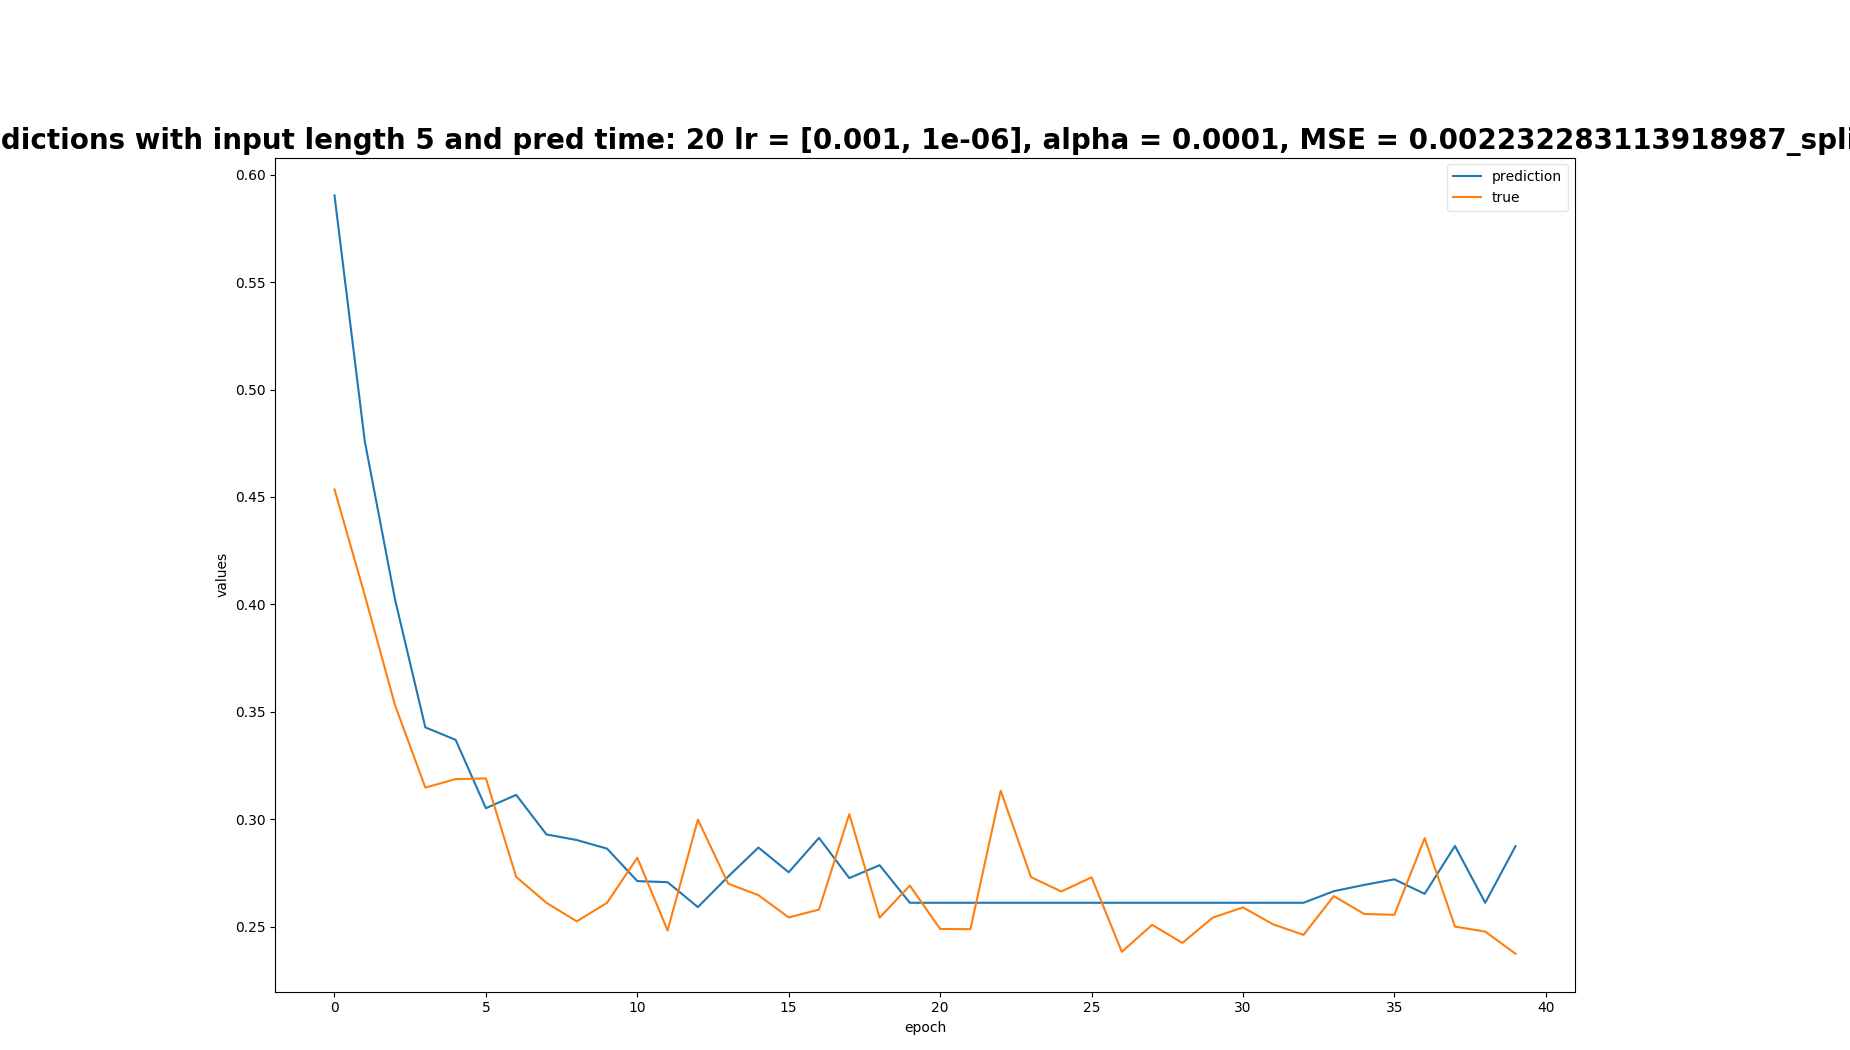 dictions with input length 5 and pred time: 20 lr = [0.001, 1e-06], alpha = 0.0001, MSE = 0.002232283113918987_spli
prediction
true
0.60
0.55
0.50
0.45
0.40
0.35
0.30
0.25
values
0 5 10 15 20 25 30 35 40
epoch